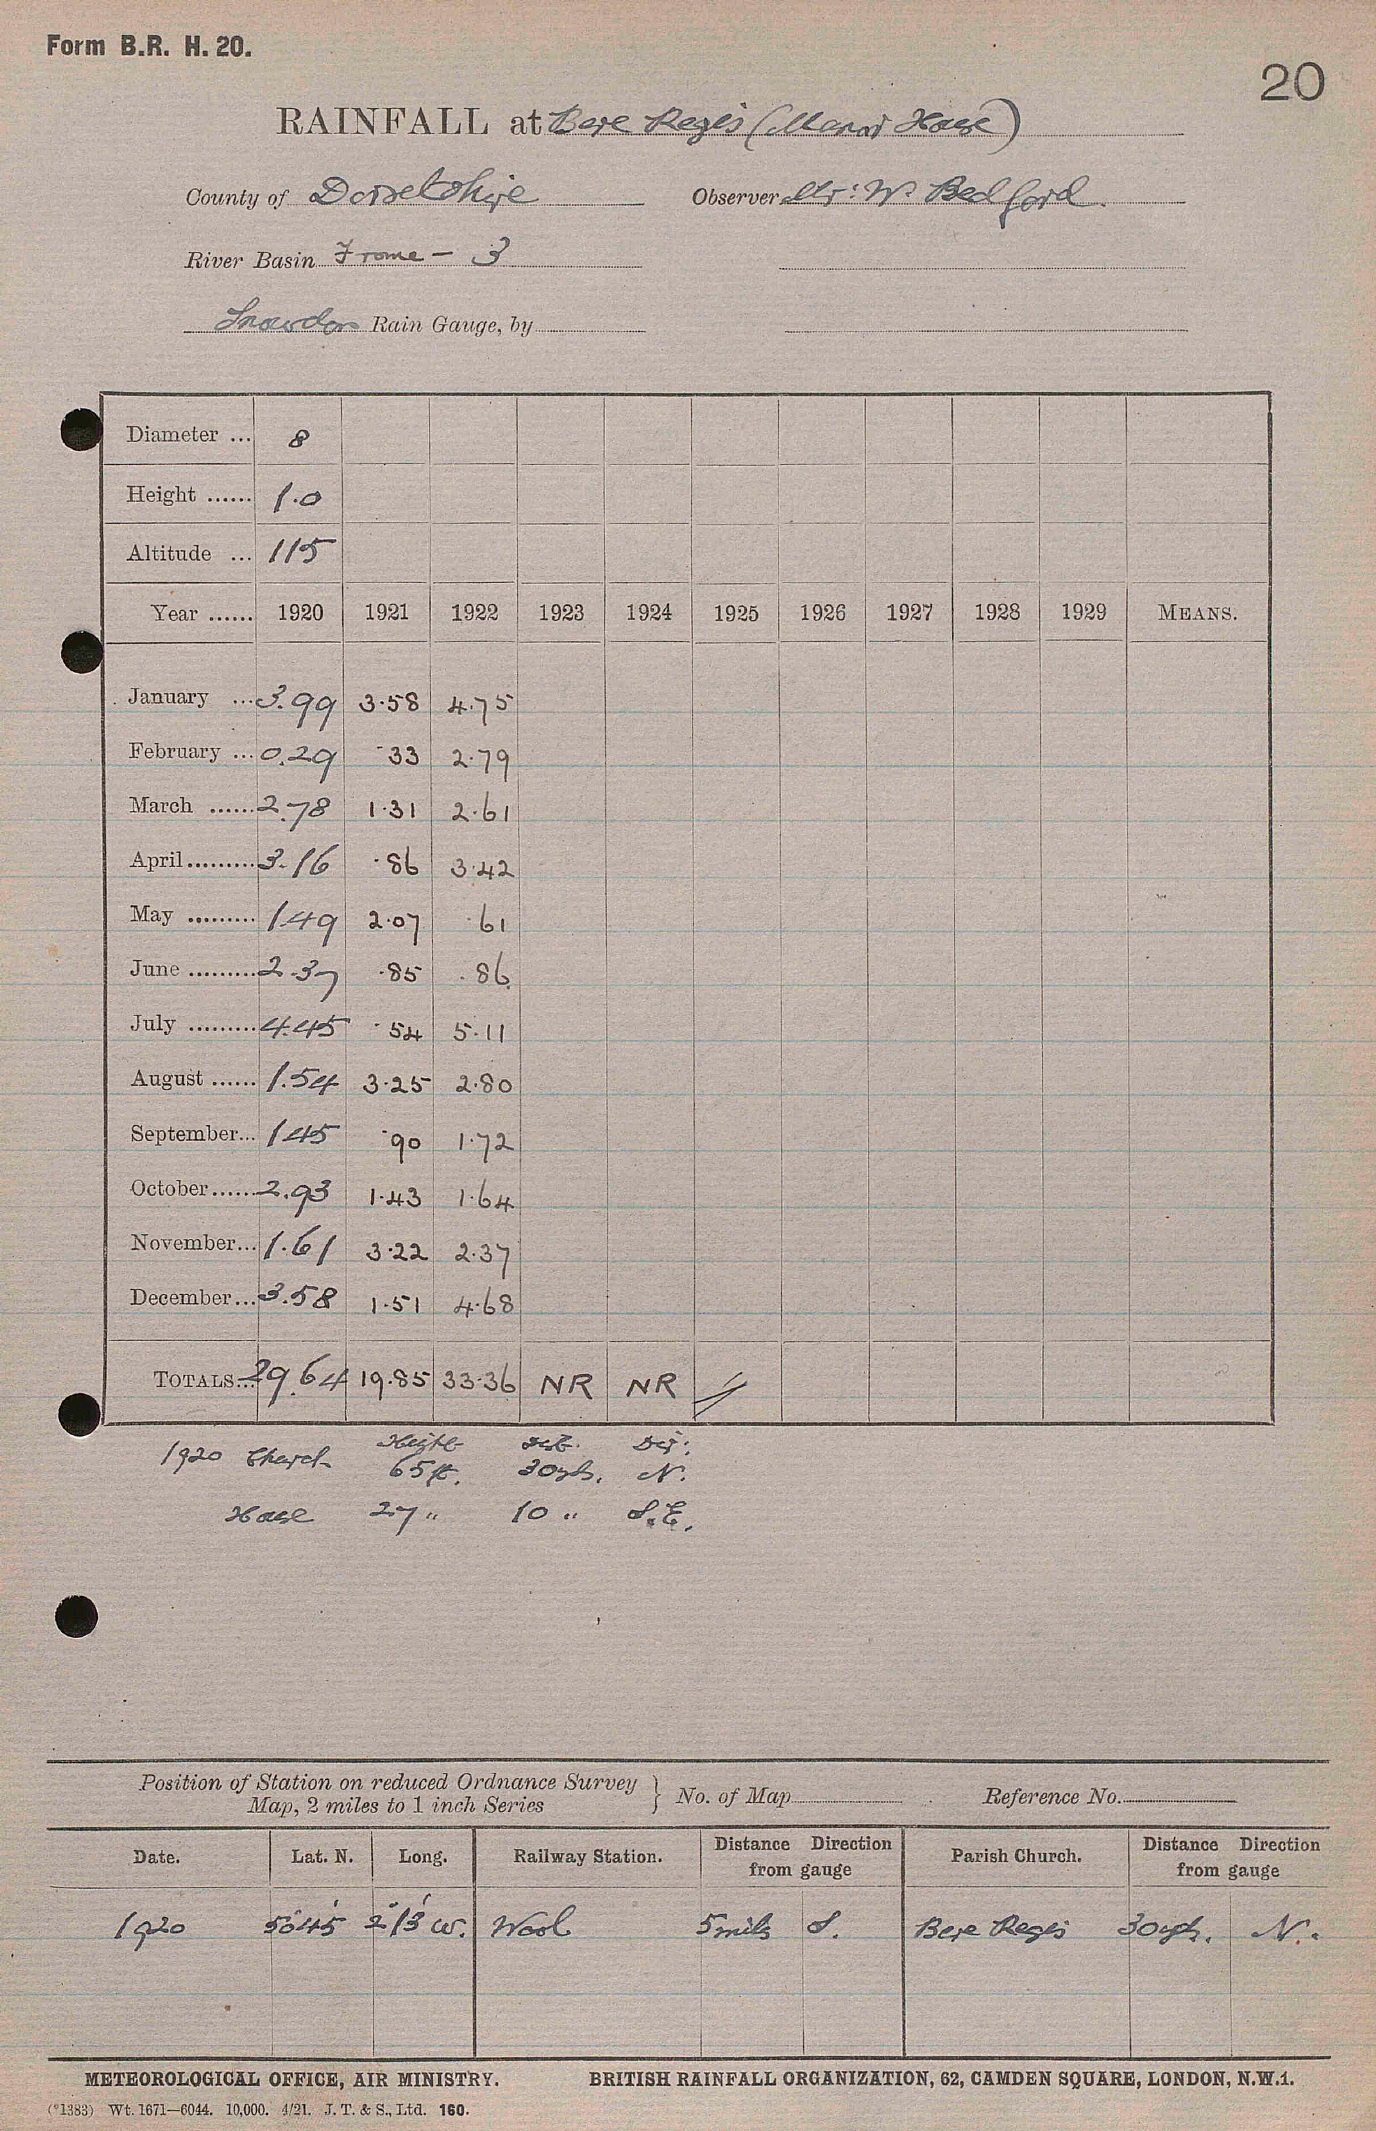 Form B.R. H. 20.
20
RAINFALL at Bere Regis (Manor House)
County of Dorsetshire Observer Mr: W. Bedford.
River Basin Frome - 3
Snowdon Rain Gauge, by
Diameter ... 8
Height ...... 1.0
Altitude ... 115
Year ...... 1920 1921 1922 1923 1924 1925 1926 1927 1928 1929 MEANS.
January ... 3.99 3.58 4.75
February ... 0.29 .33 2.79
March ...... 2.78 1.31 2.61
April ......... 3.16 .86 3.42
May ......... 1.49 2.07 .61
June ......... 2.37 .85 .86
July ......... 4.45 .54 5.11
August ...... 1.54 3.25 2.80
September... 1.45 .90 1.72
October...... 2.93 1.43 1.64
November... 1.61 3.22 2.37
December... 3.58 1.51 4.68
TOTALS... 29.64 19.85 33.36 NR NR
Height Dist. Dir:
1920 Church 65 ft. 30 yds. N.
House 27 " 10 " S.E.
Position of Station on reduced Ordnance Survey
Map, 2 miles to 1 inch Series } No. of Map Reference No.
Date. Lat. N. Long. Railway Station. Distance Direction from gauge Parish Church. Distance Direction from gauge
1920 50°45' 2°13' W. Wool 5 mils S. Bere Regis 30 yds. N.
METEOROLOGICAL OFFICE, AIR MINISTRY. BRITISH RAINFALL ORGANIZATION, 62, CAMDEN SQUARE, LONDON, N.W.1.
(*1383) Wt. 1671—6044. 10,000. 4/21. J. T. & S., Ltd. 160.